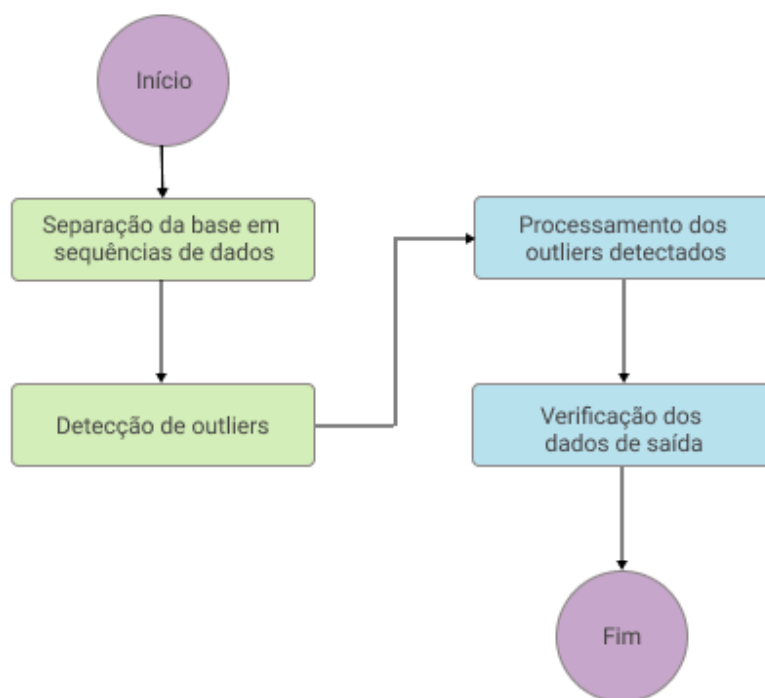 Início
Separação da base em
sequências de dados
Detecção de outliers
Processamento dos
outliers detectados
Verificação dos
dados de saída
Fim